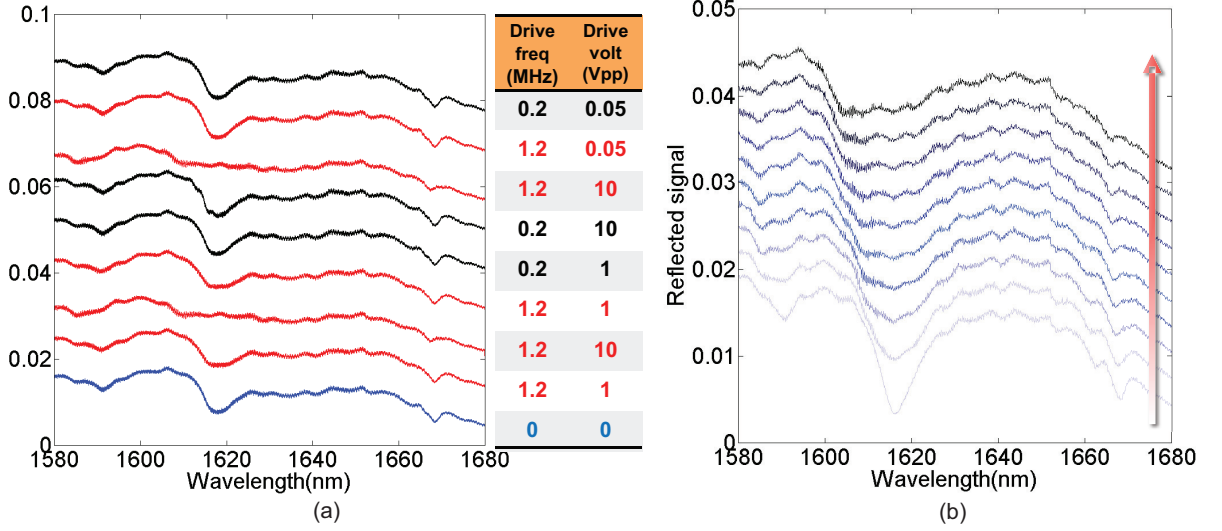 0.1
0.08
0.06
0.04
0.02
0
1580 1600 1620 1640 1660 1680
Wavelength(nm)
(a)
Drive freq (MHz) Drive volt (Vpp)
0.2 0.05
1.2 0.05
1.2 10
0.2 10
0.2 1
1.2 1
1.2 10
1.2 1
0 0
Reflected signal
0.05
0.04
0.03
0.02
0.01
0
1580 1600 1620 1640 1660 1680
Wavelength(nm)
(b)